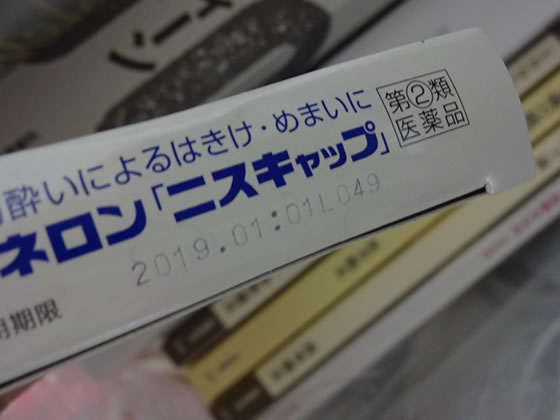 酔いによるはきけ・めまいに
ネロン「ニスキャップ」
第②類
医薬品
2019.01:01L049
期限